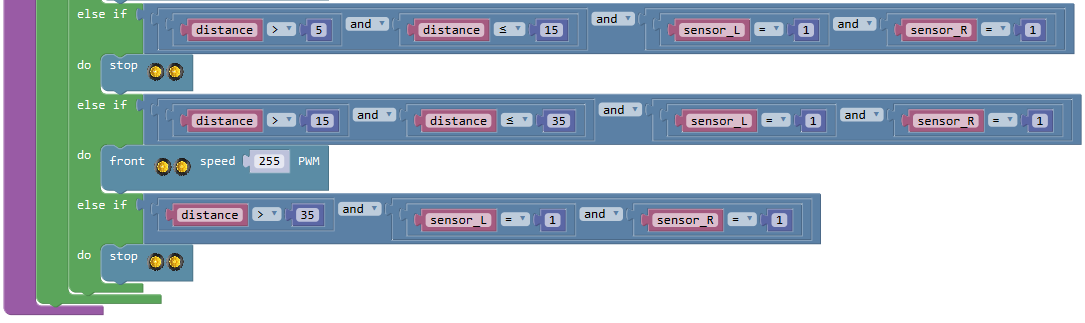 else if distance > 5 and distance ≤ 15 and sensor_L = 1 and sensor_R = 1
do stop
else if distance > 15 and distance ≤ 35 and sensor_L = 1 and sensor_R = 1
do front speed 255 PWM
else if distance > 35 and sensor_L = 1 and sensor_R = 1
do stop